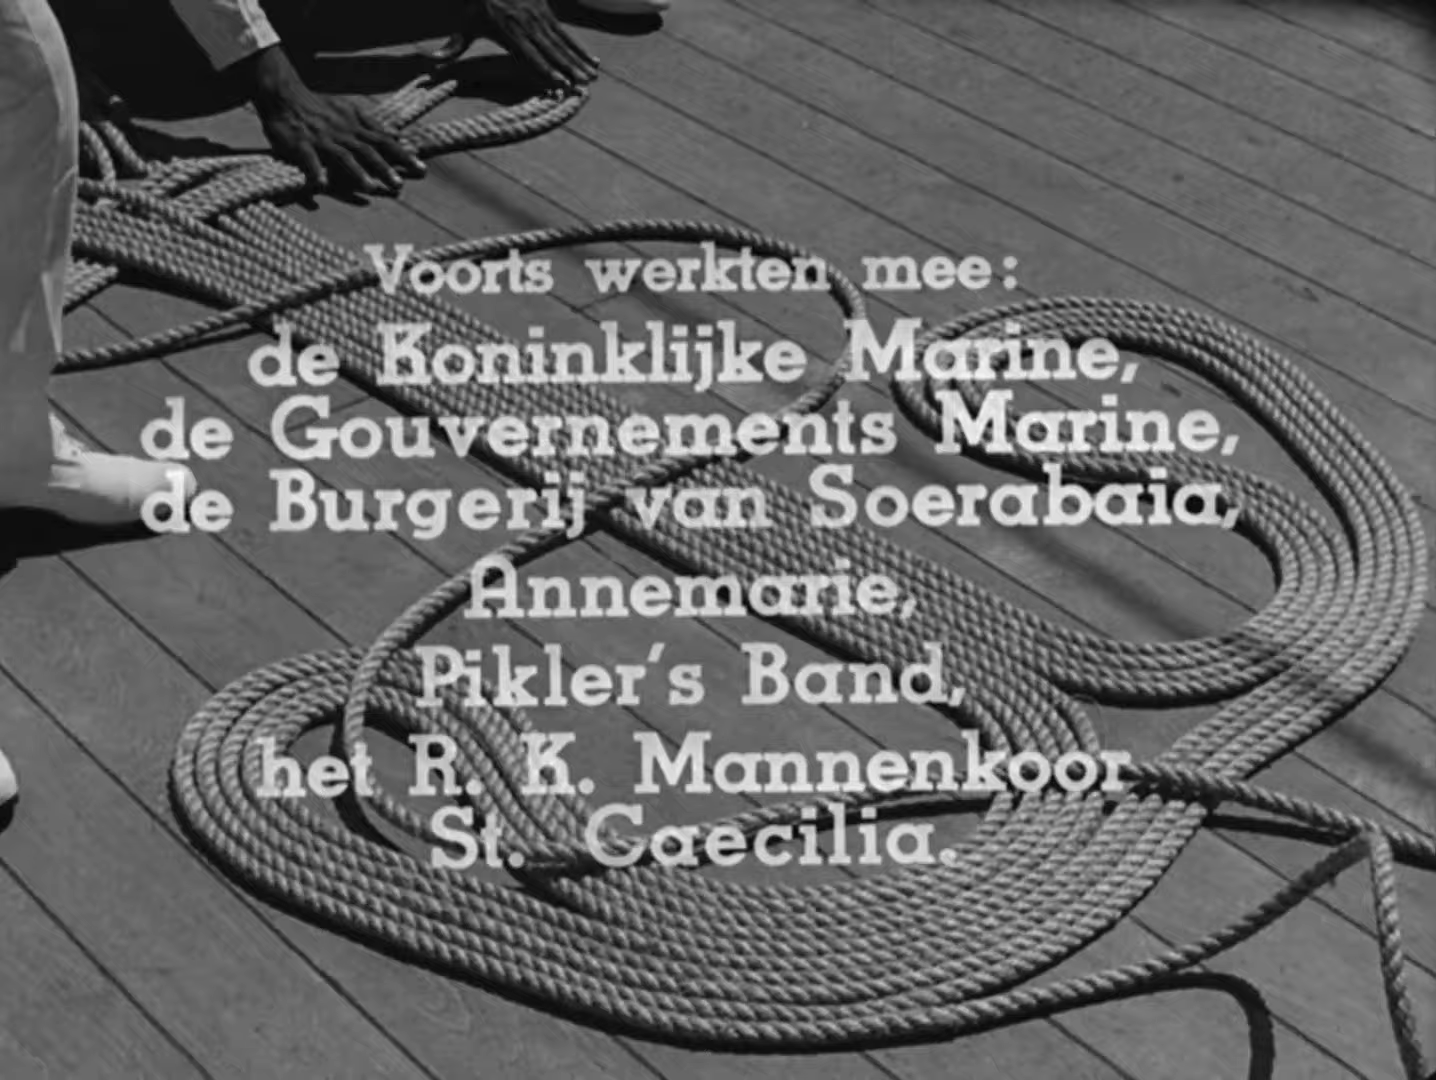 Voorts werkten mee:
de Koninklijke Marine,
de Gouvernements Marine,
de Burgerij van Soerabaia,
Annemarie,
Pikler's Band,
het R. K. Mannenkoor
St. Caecilia.